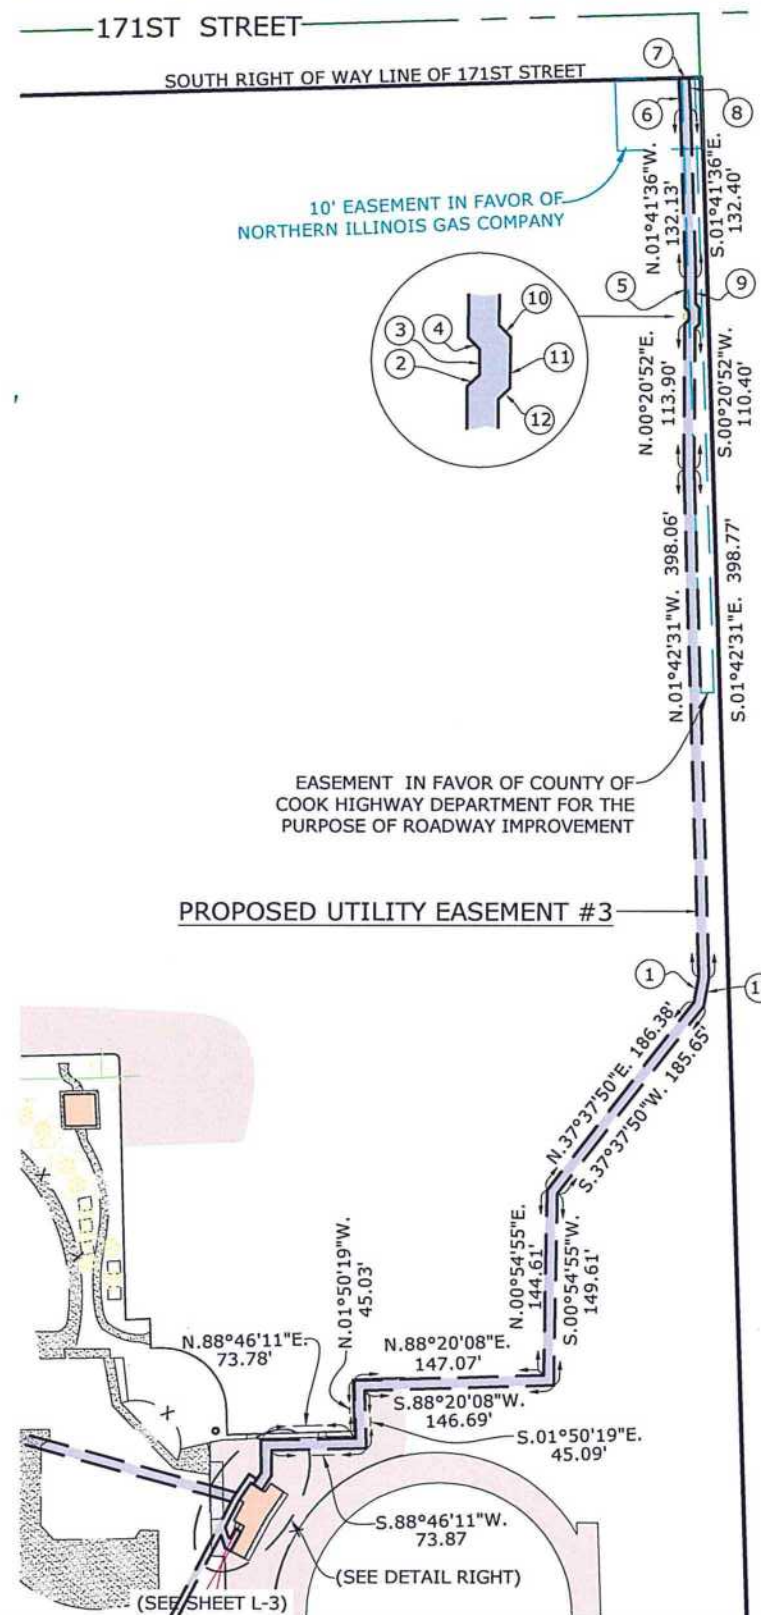 171ST STREET
SOUTH RIGHT OF WAY LINE OF 171ST STREET
7
6
8
10' EASEMENT IN FAVOR OF
NORTHERN ILLINOIS GAS COMPANY
N.01°41'36"W.
132.13'
S.01°41'36"E.
132.40'
5
9
4
3
2
10
11
12
N.00°20'52"E.
113.90'
S.00°20'52"W.
110.40'
N.01°42'31"W. 398.06'
S.01°42'31"E. 398.77'
EASEMENT IN FAVOR OF COUNTY OF
COOK HIGHWAY DEPARTMENT FOR THE
PURPOSE OF ROADWAY IMPROVEMENT
PROPOSED UTILITY EASEMENT #3
1
N.37°37'50"E. 186.38'
S.37°37'50"W. 185.65'
N.00°54'55"E.
144.61'
S.00°54'55"W.
149.61'
N.01°50'19"W.
45.03'
N.88°46'11"E.
73.78'
N.88°20'08"E.
147.07'
S.88°20'08"W.
146.69'
S.01°50'19"E.
45.09'
S.88°46'11"W.
73.87
(SEE DETAIL RIGHT)
(SEE SHEET L-3)